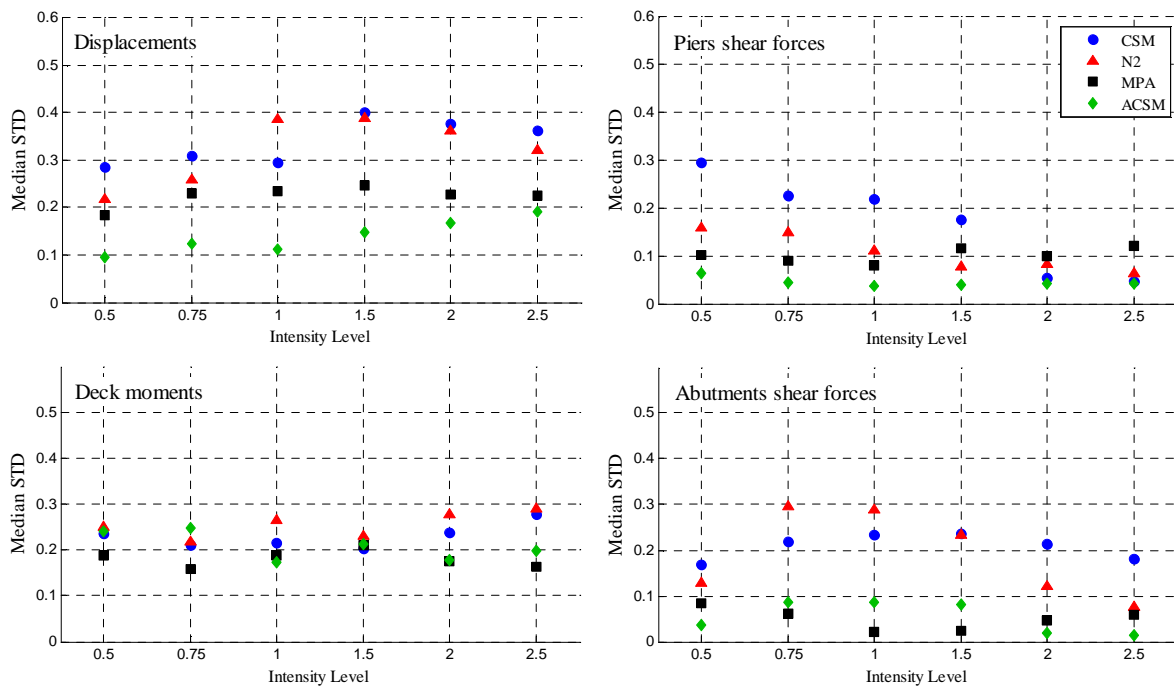 Displacements
Median STD
0.6
0.5
0.4
0.3
0.2
0.1
0
0.5 0.75 1 1.5 2 2.5
Intensity Level
Piers shear forces
CSM
N2
MPA
ACSM
Median STD
0.6
0.5
0.4
0.3
0.2
0.1
0
0.5 0.75 1 1.5 2 2.5
Intensity Level
Deck moments
Median STD
0.5
0.4
0.3
0.2
0.1
0
0.5 0.75 1 1.5 2 2.5
Intensity Level
Abutments shear forces
Median STD
0.5
0.4
0.3
0.2
0.1
0
0.5 0.75 1 1.5 2 2.5
Intensity Level